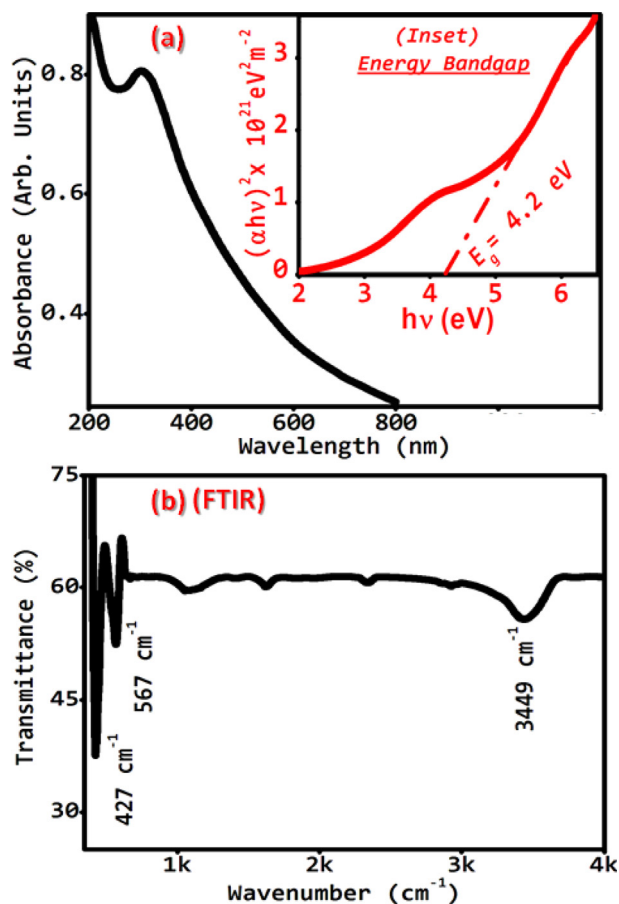 (a)
(Inset)
Energy Bandgap
E_g= 4.2 eV
(αhν)²x 10²¹eV²m⁻²
3
2
1
0
2 3 4 5 6
hν (eV)
Absorbance (Arb. Units)
0.8
0.6
0.4
200 400 600 800
Wavelength (nm)
(b) (FTIR)
Transmittance (%)
75
60
45
30
427 cm⁻¹
567 cm⁻¹
3449 cm⁻¹
1k 2k 3k 4k
Wavenumber (cm⁻¹)